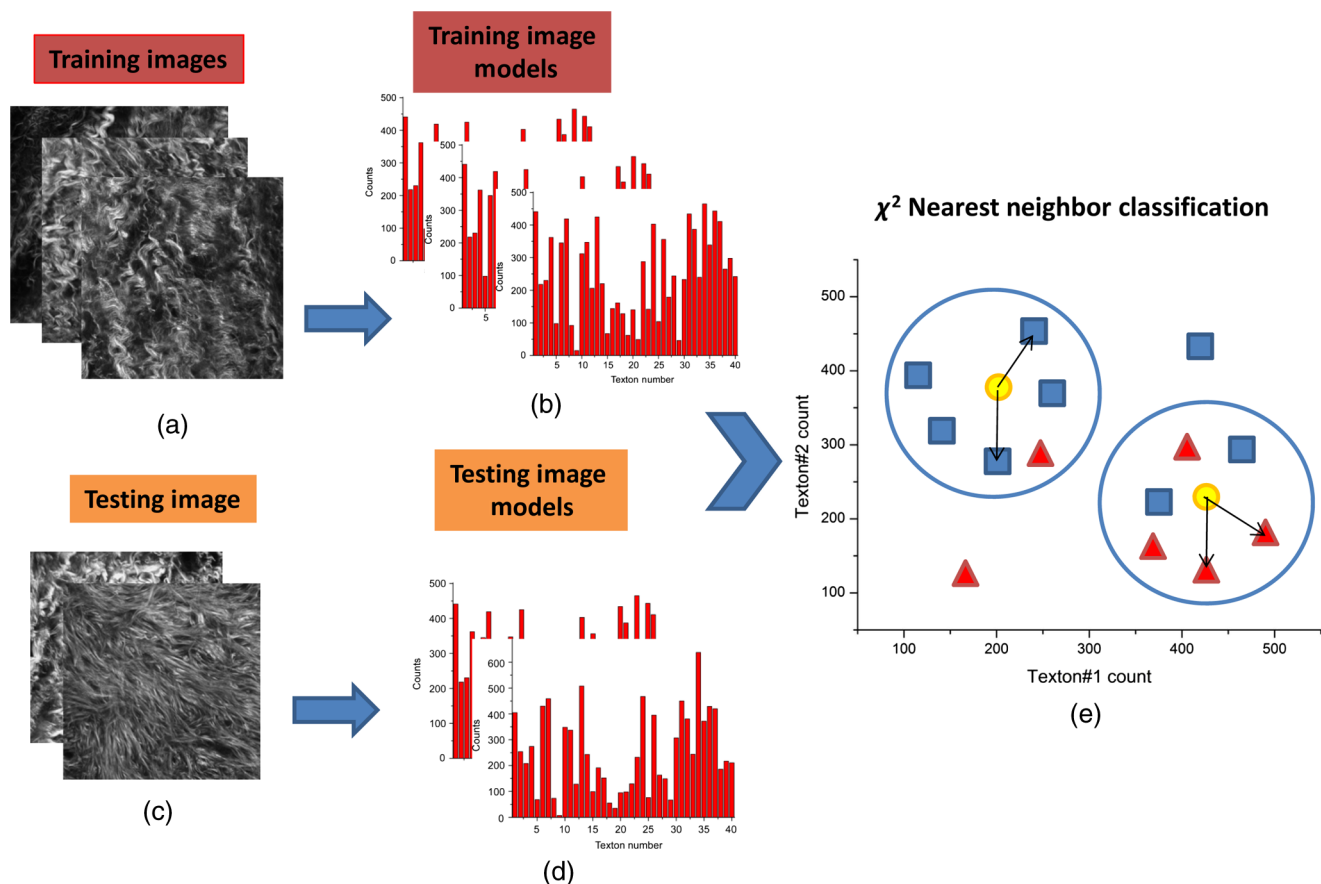 Training images
(a)
Training image
models
500
400
300
200
100
0
Counts
500
400
300
200
100
0
5
Counts
500
400
300
200
100
0
Counts
5
10
15
20
25
30
35
40
Texton number
(b)
Testing image
(c)
Testing image
models
500
400
300
200
100
0
Counts
600
500
400
300
200
100
0
Counts
5
10
15
20
25
30
35
40
Texton number
(d)
χ² Nearest neighbor classification
500
400
300
200
100
Texton#2 count
100
200
300
400
500
Texton#1 count
(e)